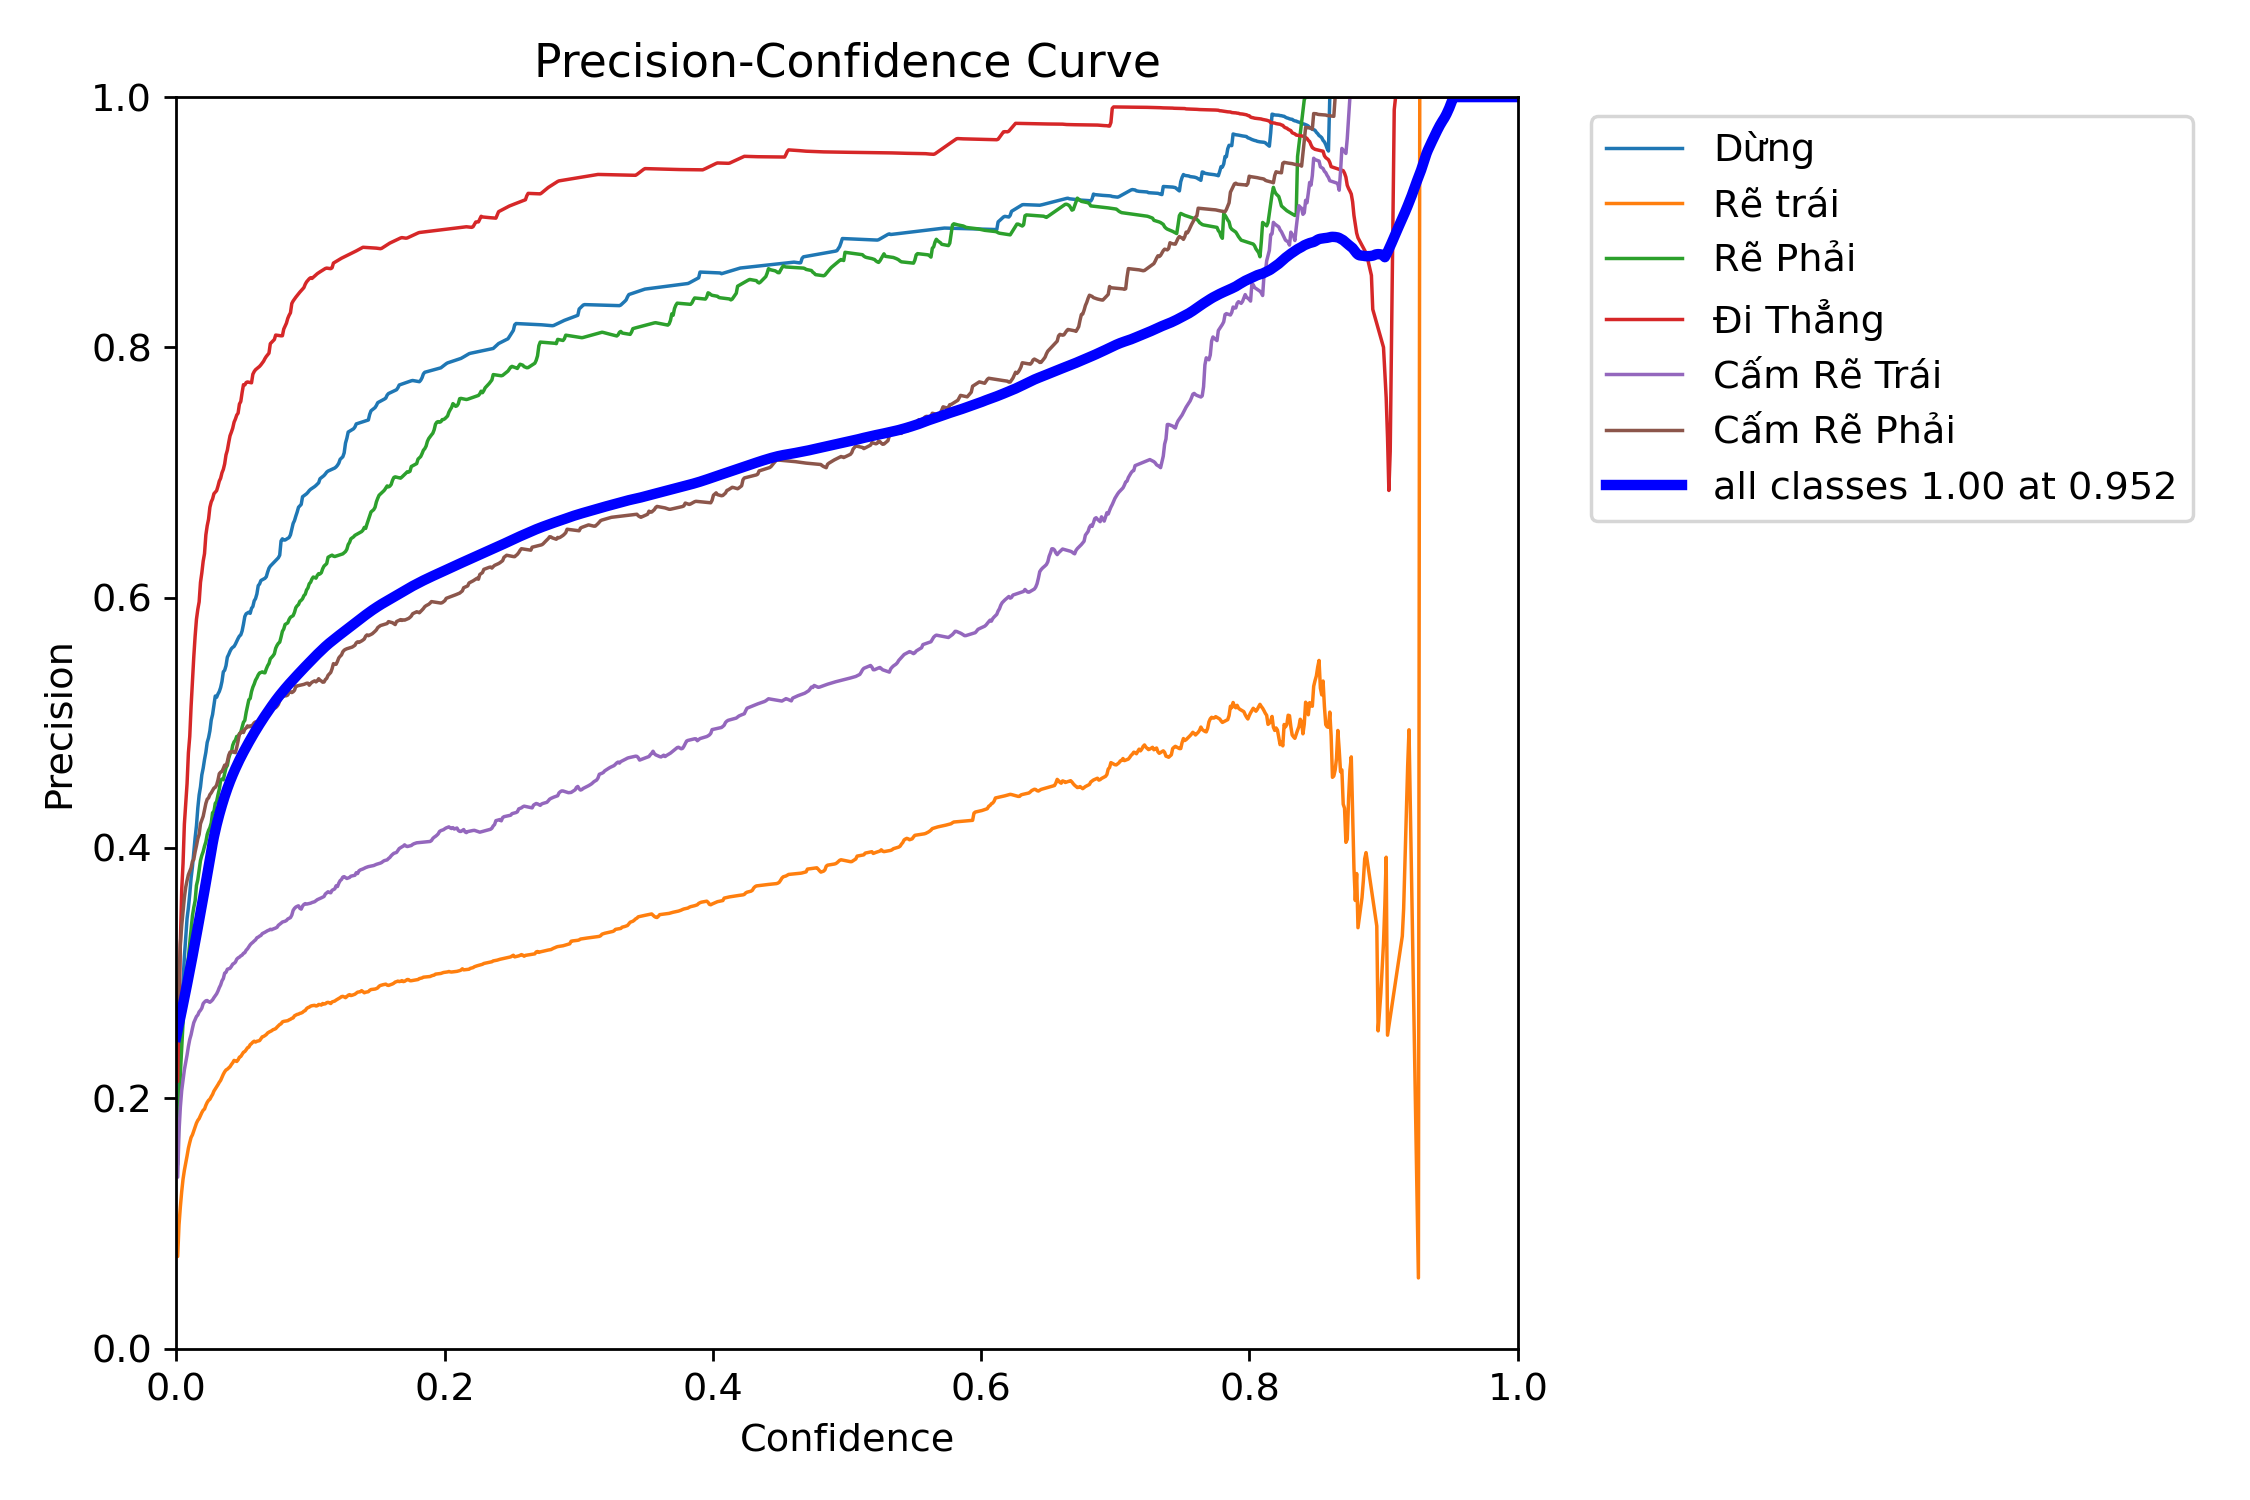 Precision-Confidence Curve
1.0
0.8
0.6
0.4
0.2
0.0
Precision
0.0 0.2 0.4 0.6 0.8 1.0
Confidence
Dừng
Rẽ trái
Rẽ Phải
Đi Thẳng
Cấm Rẽ Trái
Cấm Rẽ Phải
all classes 1.00 at 0.952